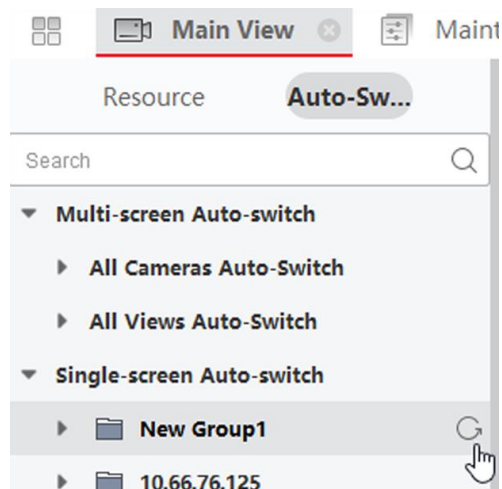 Main View Maint
Resource Auto-Sw...
Search
Multi-screen Auto-switch
All Cameras Auto-Switch
All Views Auto-Switch
Single-screen Auto-switch
New Group1
10.66.76.125